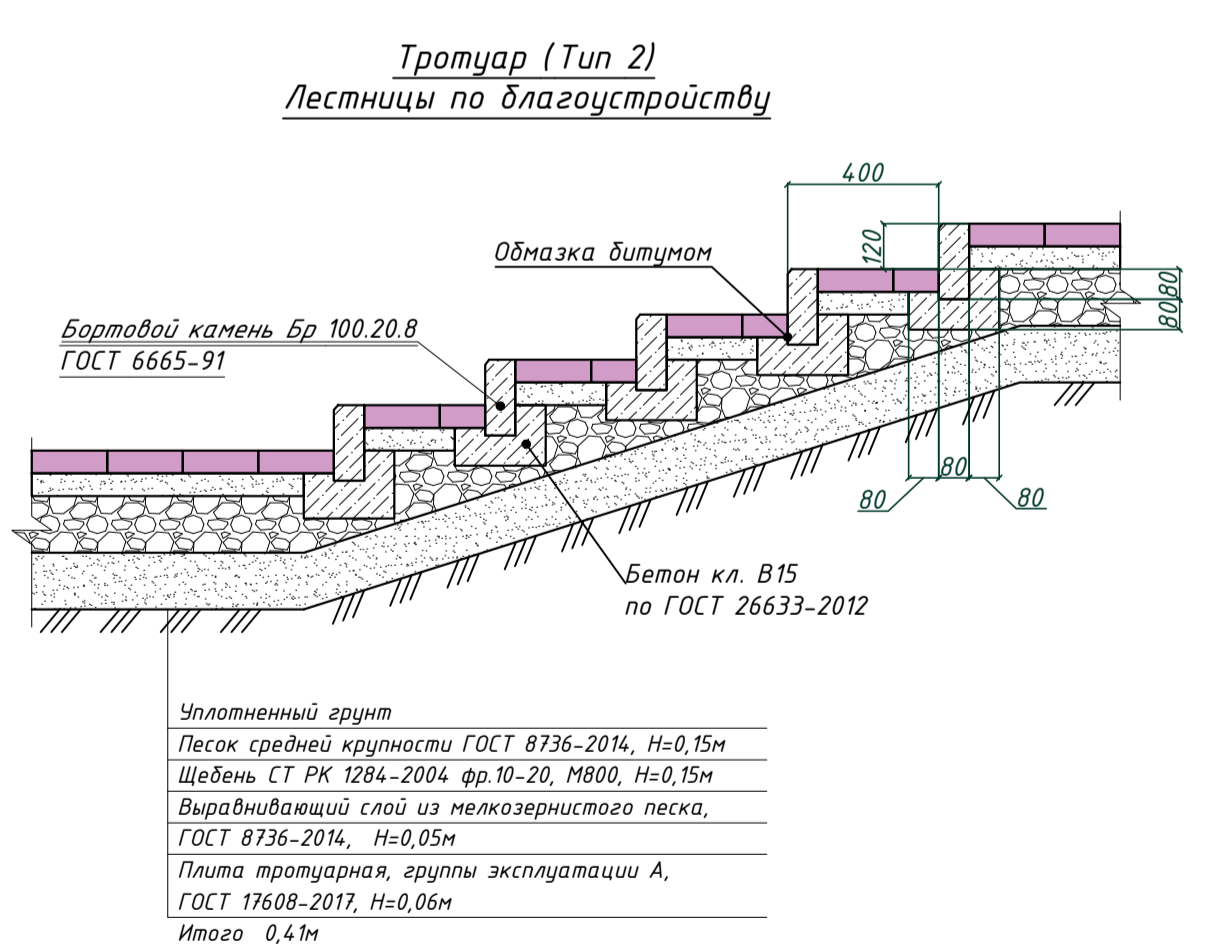 Тротуар (Тип 2)
Лестницы по благоустройству
400
120
Обмазка битумом
80
80
Бортовой камень Бр 100.20.8
ГОСТ 6665-91
80
80
80
Бетон кл. В15
по ГОСТ 26633-2012
Уплотненный грунт
Песок средней крупности ГОСТ 8736-2014, Н=0,15м
Щебень СТ РК 1284-2004 фр.10-20, М800, Н=0,15м
Выравнивающий слой из мелкозернистого песка,
ГОСТ 8736-2014, Н=0,05м
Плита тротуарная, группы эксплуатации А,
ГОСТ 17608-2017, Н=0,06м
Итого 0,41м